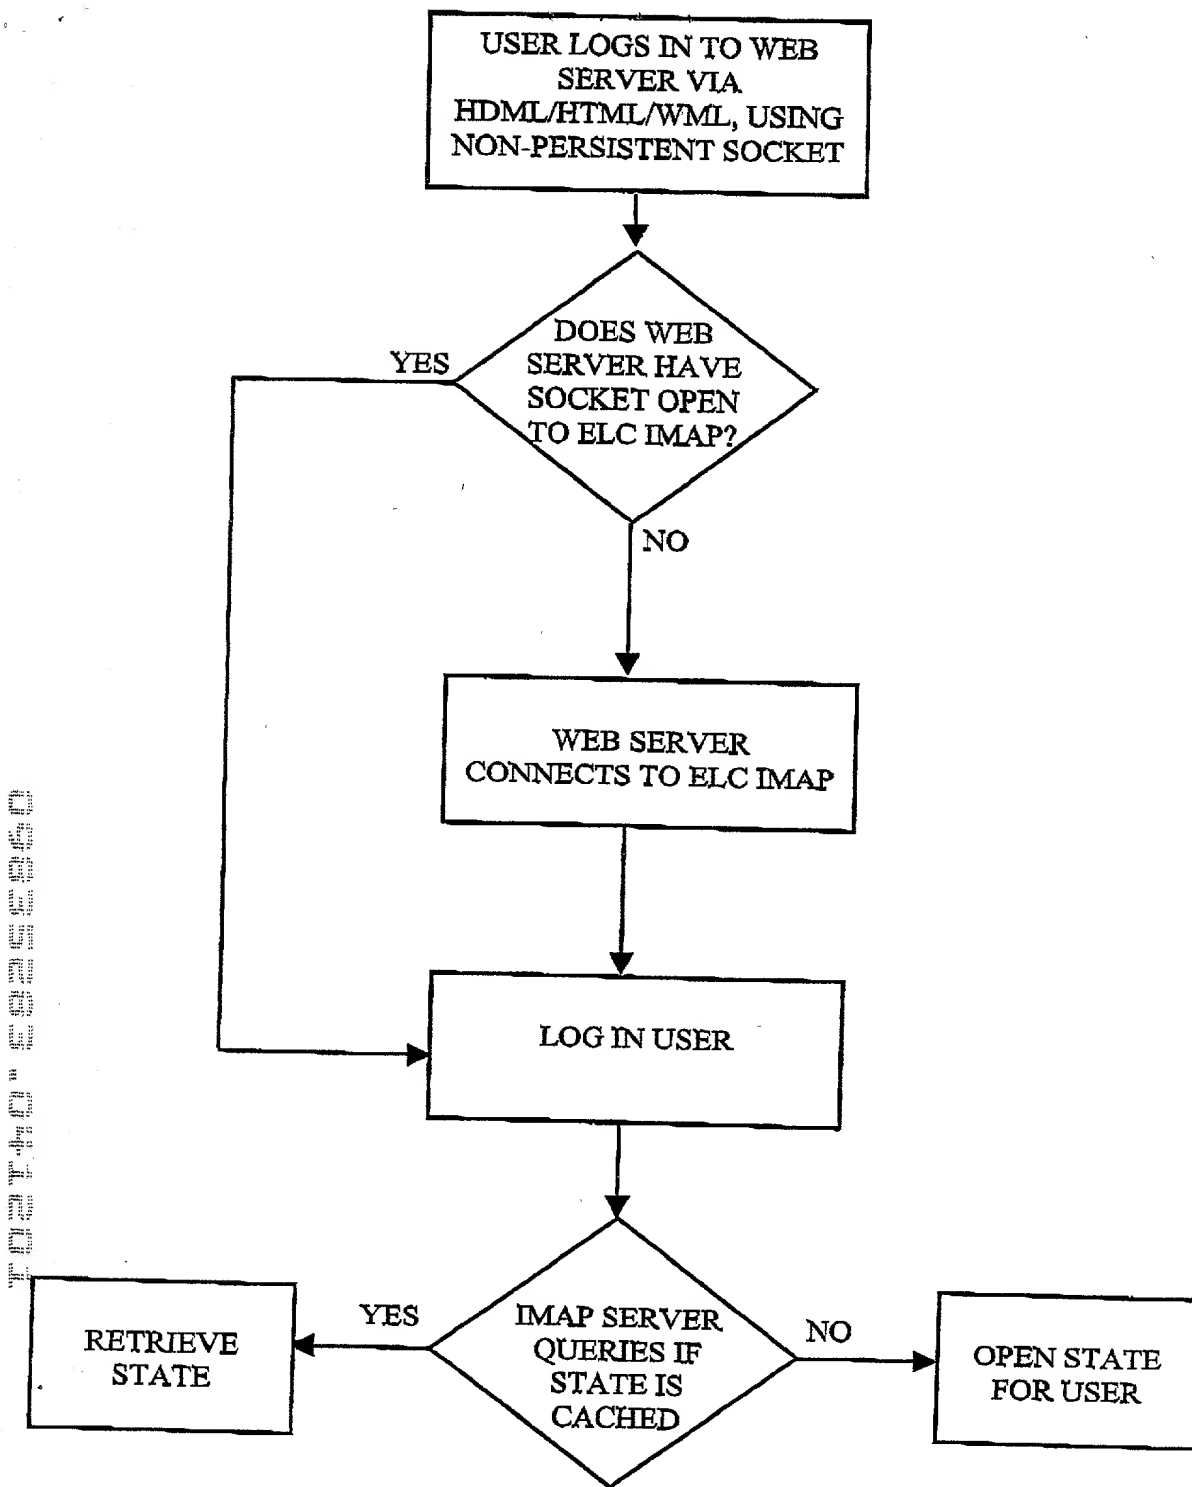 USER LOGS IN TO WEB
SERVER VIA
HDML/HTML/WML, USING
NON-PERSISTENT SOCKET
DOES WEB
SERVER HAVE
SOCKET OPEN
TO ELC IMAP?
YES
NO
WEB SERVER
CONNECTS TO ELC IMAP
LOG IN USER
IMAP SERVER
QUERIES IF
STATE IS
CACHED
YES
RETRIEVE
STATE
NO
OPEN STATE
FOR USER